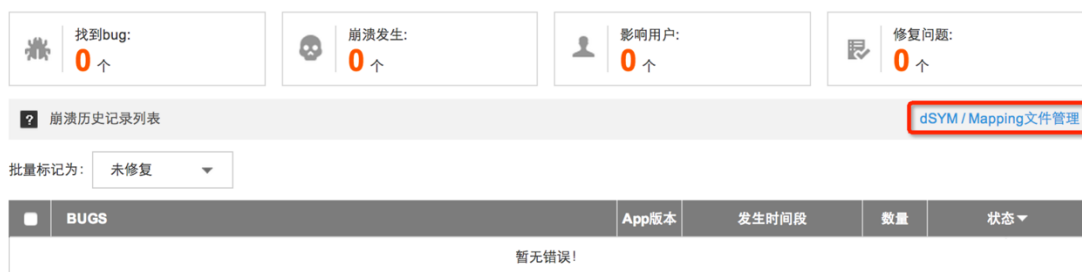 找到bug: 崩溃发生: 影响用户: 修复问题:
0 个 0 个 0 个 0 个
? 崩溃历史记录列表 dSYM / Mapping文件管理
批量标记为: 未修复
BUGS App版本 发生时间段 数量 状态
暂无错误!